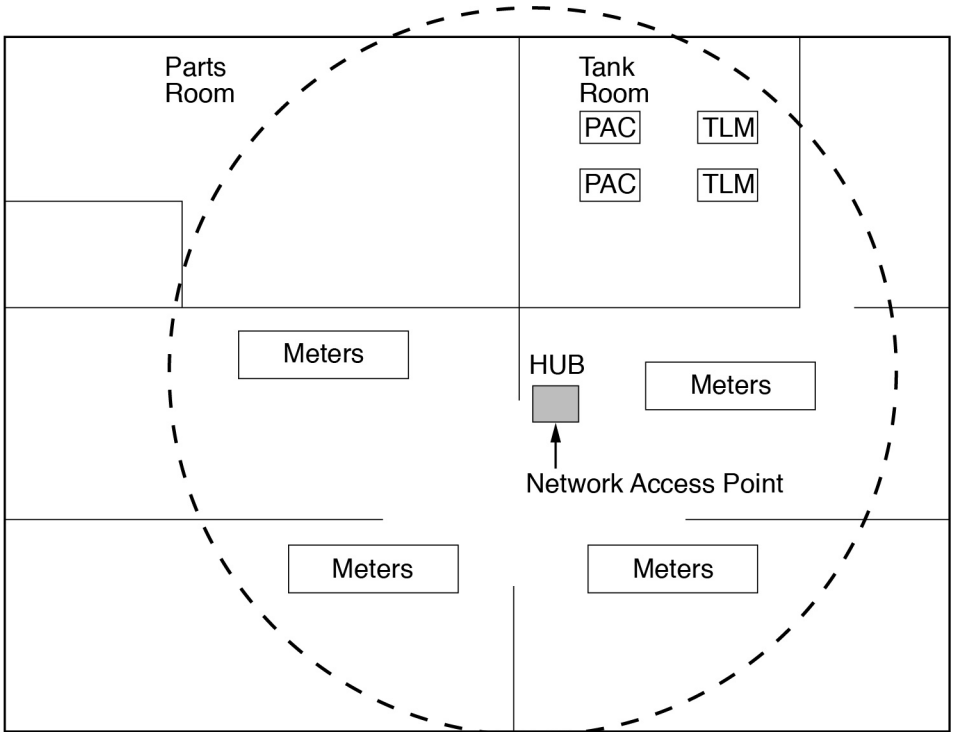 Parts
Room
Tank
Room
PAC
TLM
PAC
TLM
Meters
HUB
Meters
Network Access Point
Meters
Meters